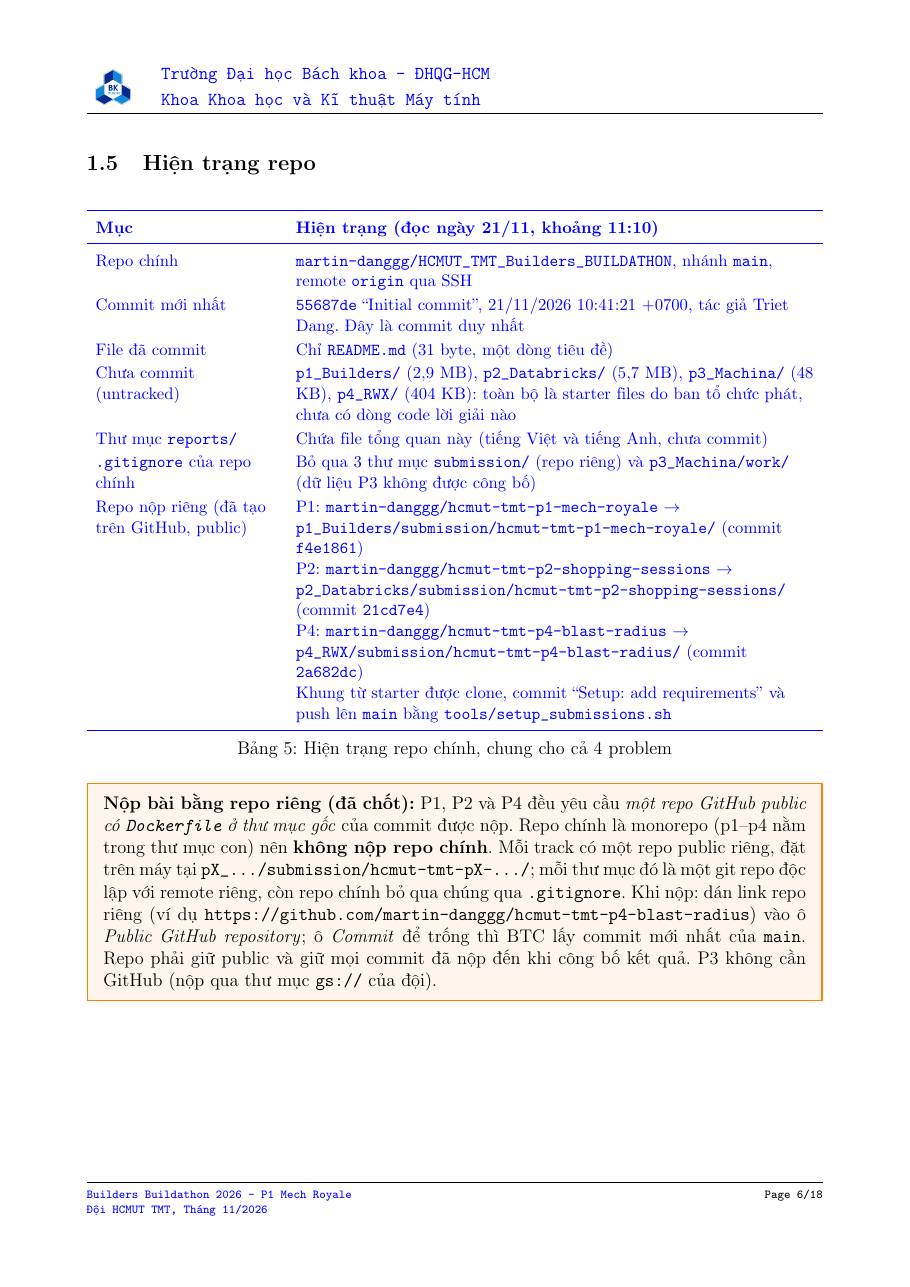 BK
Trường Đại học Bách khoa - ĐHQG-HCM
Khoa Khoa học và Kĩ thuật Máy tính
1.5 Hiện trạng repo
Mục Hiện trạng (đọc ngày 21/11, khoảng 11:10)
Repo chính martin-danggg/HCMUT_TMT_Builders_BUILDATHON, nhánh main,
remote origin qua SSH
Commit mới nhất 55687de “Initial commit”, 21/11/2026 10:41:21 +0700, tác giả Triet
Dang. Đây là commit duy nhất
File đã commit Chỉ README.md (31 byte, một dòng tiêu đề)
Chưa commit p1_Builders/ (2,9 MB), p2_Databricks/ (5,7 MB), p3_Machina/ (48
(untracked) KB), p4_RWX/ (404 KB): toàn bộ là starter files do ban tổ chức phát,
chưa có dòng code lời giải nào
Thư mục reports/ Chứa file tổng quan này (tiếng Việt và tiếng Anh, chưa commit)
.gitignore của repo Bỏ qua 3 thư mục submission/ (repo riêng) và p3_Machina/work/
chính (dữ liệu P3 không được công bố)
Repo nộp riêng (đã tạo P1: martin-danggg/hcmut-tmt-p1-mech-royale →
trên GitHub, public) p1_Builders/submission/hcmut-tmt-p1-mech-royale/ (commit
f4e1861)
P2: martin-danggg/hcmut-tmt-p2-shopping-sessions →
p2_Databricks/submission/hcmut-tmt-p2-shopping-sessions/
(commit 21cd7e4)
P4: martin-danggg/hcmut-tmt-p4-blast-radius →
p4_RWX/submission/hcmut-tmt-p4-blast-radius/ (commit
2a682dc)
Khung từ starter được clone, commit “Setup: add requirements” và
push lên main bằng tools/setup_submissions.sh
Bảng 5: Hiện trạng repo chính, chung cho cả 4 problem
Nộp bài bằng repo riêng (đã chốt): P1, P2 và P4 đều yêu cầu một repo GitHub public
có Dockerfile ở thư mục gốc của commit được nộp. Repo chính là monorepo (p1–p4 nằm
trong thư mục con) nên không nộp repo chính. Mỗi track có một repo public riêng, đặt
trên máy tại pX_.../submission/hcmut-tmt-pX-.../; mỗi thư mục đó là một git repo độc
lập với remote riêng, còn repo chính bỏ qua chúng qua .gitignore. Khi nộp: dán link repo
riêng (ví dụ https://github.com/martin-danggg/hcmut-tmt-p4-blast-radius) vào ô
Public GitHub repository; ô Commit để trống thì BTC lấy commit mới nhất của main.
Repo phải giữ public và giữ mọi commit đã nộp đến khi công bố kết quả. P3 không cần
GitHub (nộp qua thư mục gs:// của đội).
Builders Buildathon 2026 - P1 Mech Royale Page 6/18
Đội HCMUT TMT, Tháng 11/2026